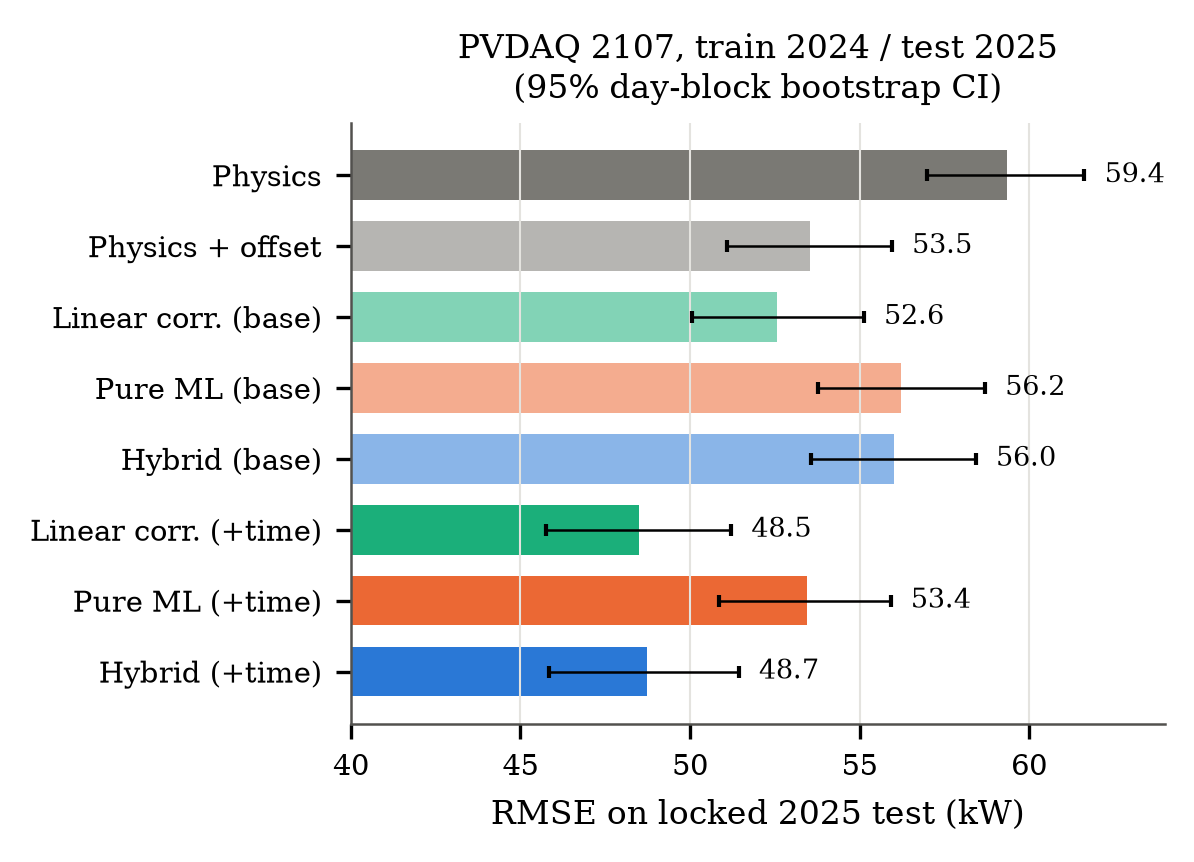 PVDAQ 2107, train 2024 / test 2025
(95% day-block bootstrap CI)
Physics 59.4
Physics + offset 53.5
Linear corr. (base) 52.6
Pure ML (base) 56.2
Hybrid (base) 56.0
Linear corr. (+time) 48.5
Pure ML (+time) 53.4
Hybrid (+time) 48.7
40 45 50 55 60
RMSE on locked 2025 test (kW)